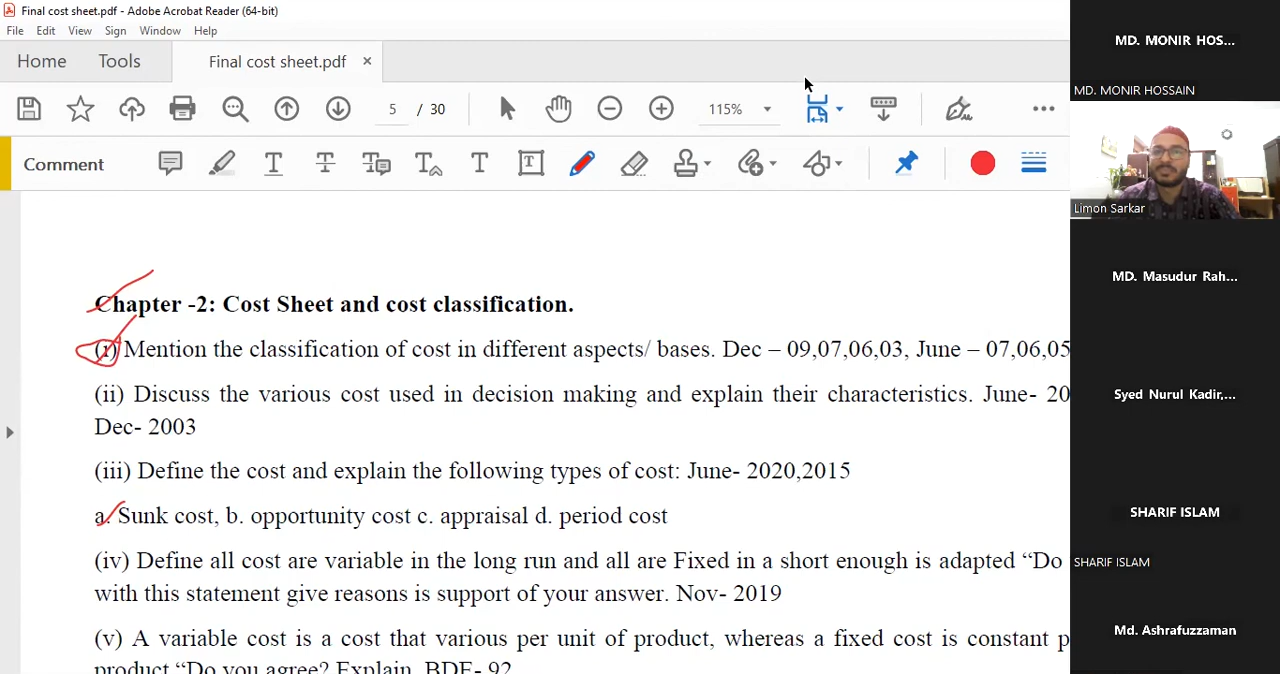 Final cost sheet.pdf - Adobe Acrobat Reader (64-bit)
File Edit View Sign Window Help
Home Tools Final cost sheet.pdf ×
5 / 30 115%
Comment
Chapter -2: Cost Sheet and cost classification.
(i) Mention the classification of cost in different aspects/ bases. Dec – 09,07,06,03, June – 07,06,05
(ii) Discuss the various cost used in decision making and explain their characteristics. June- 20
Dec- 2003
(iii) Define the cost and explain the following types of cost: June- 2020,2015
a. Sunk cost, b. opportunity cost c. appraisal d. period cost
(iv) Define all cost are variable in the long run and all are Fixed in a short enough is adapted “Do
with this statement give reasons is support of your answer. Nov- 2019
(v) A variable cost is a cost that various per unit of product, whereas a fixed cost is constant p
product “Do you agree? Explain. BDE- 92
MD. MONIR HOS...
MD. MONIR HOSSAIN
Limon Sarkar
MD. Masudur Rah...
Syed Nurul Kadir,...
SHARIF ISLAM
SHARIF ISLAM
Md. Ashrafuzzaman